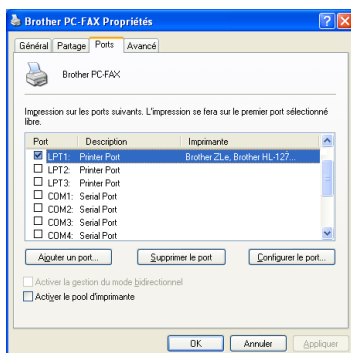 Brother PC-FAX Propriétés
Général Partage Ports Avancé
Brother PC-FAX
Impression sur les ports suivants. L'impression se fera sur le premier port sélectionné
libre.
Port Description Imprimante
LPT1: Printer Port Brother ZLe, Brother HL-127...
LPT2: Printer Port
LPT3: Printer Port
COM1: Serial Port
COM2: Serial Port
COM3: Serial Port
COM4: Serial Port
Ajouter un port... Supprimer le port Configurer le port...
Activer la gestion du mode bidirectionnel
Activer le pool d'imprimante
OK Annuler Appliquer